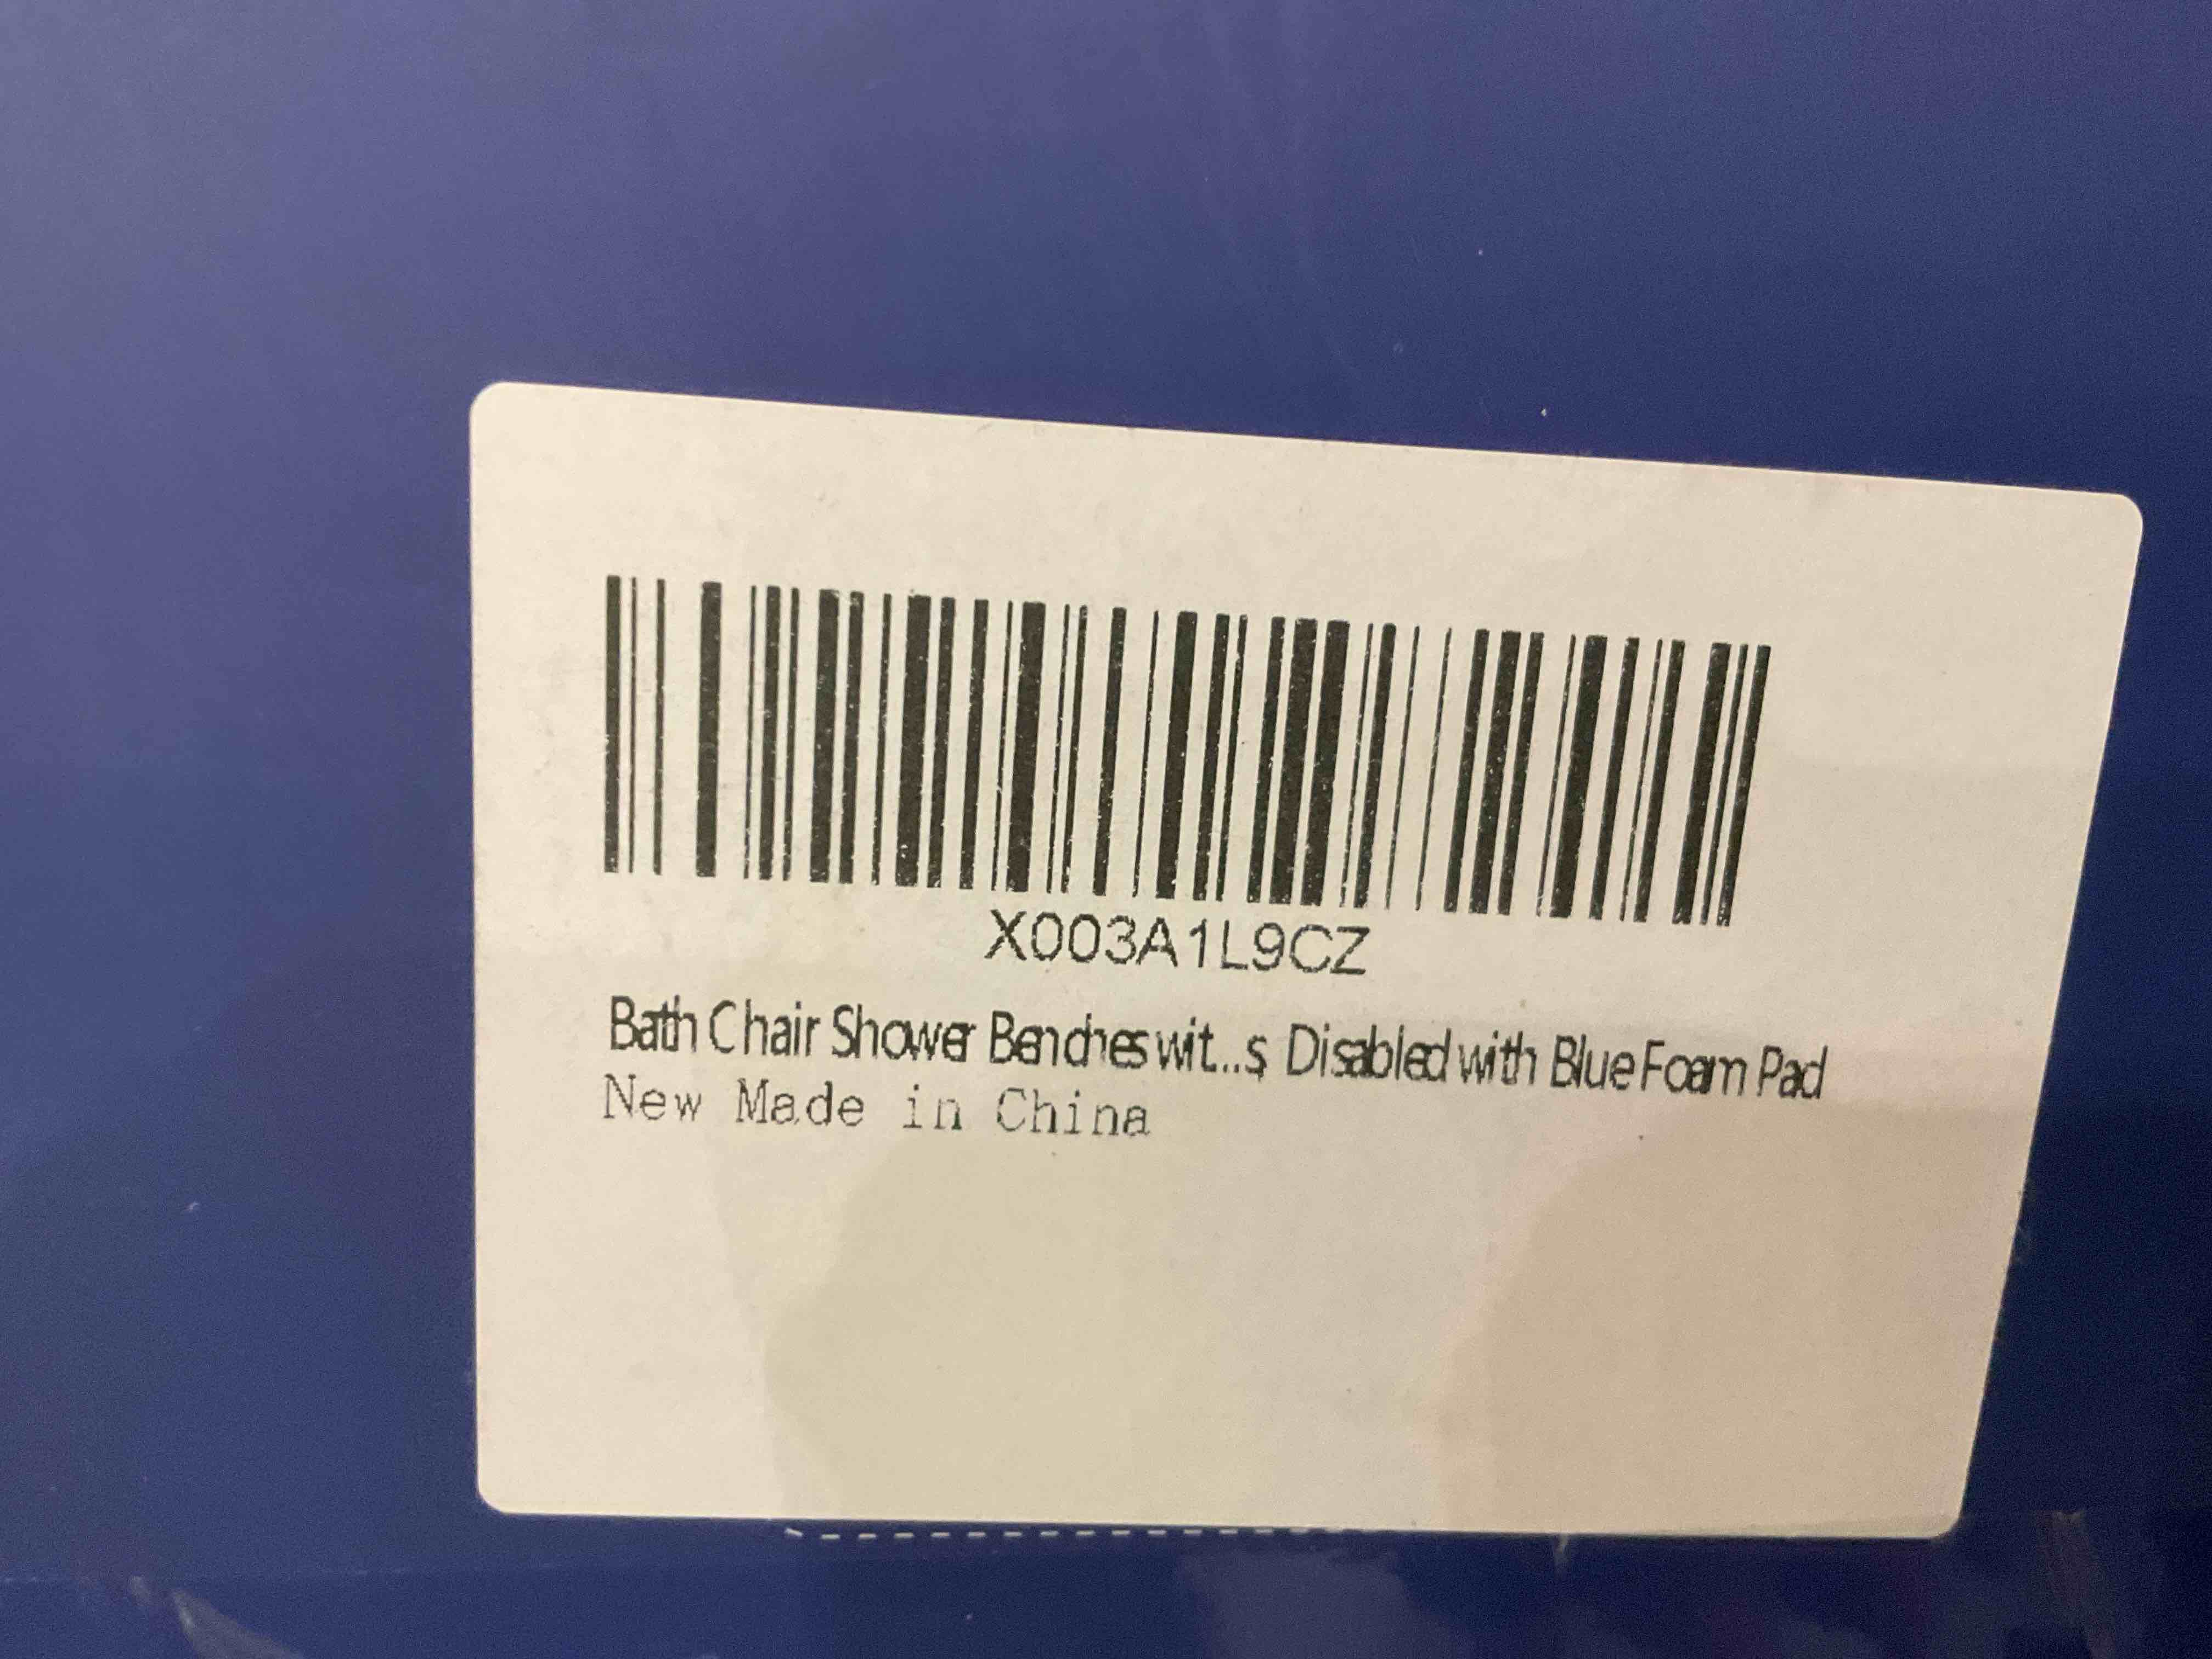 X003A1L9CZ
Bath Chair Shower Benches wit...s Disabled with Blue Foam Pad
New Made in China